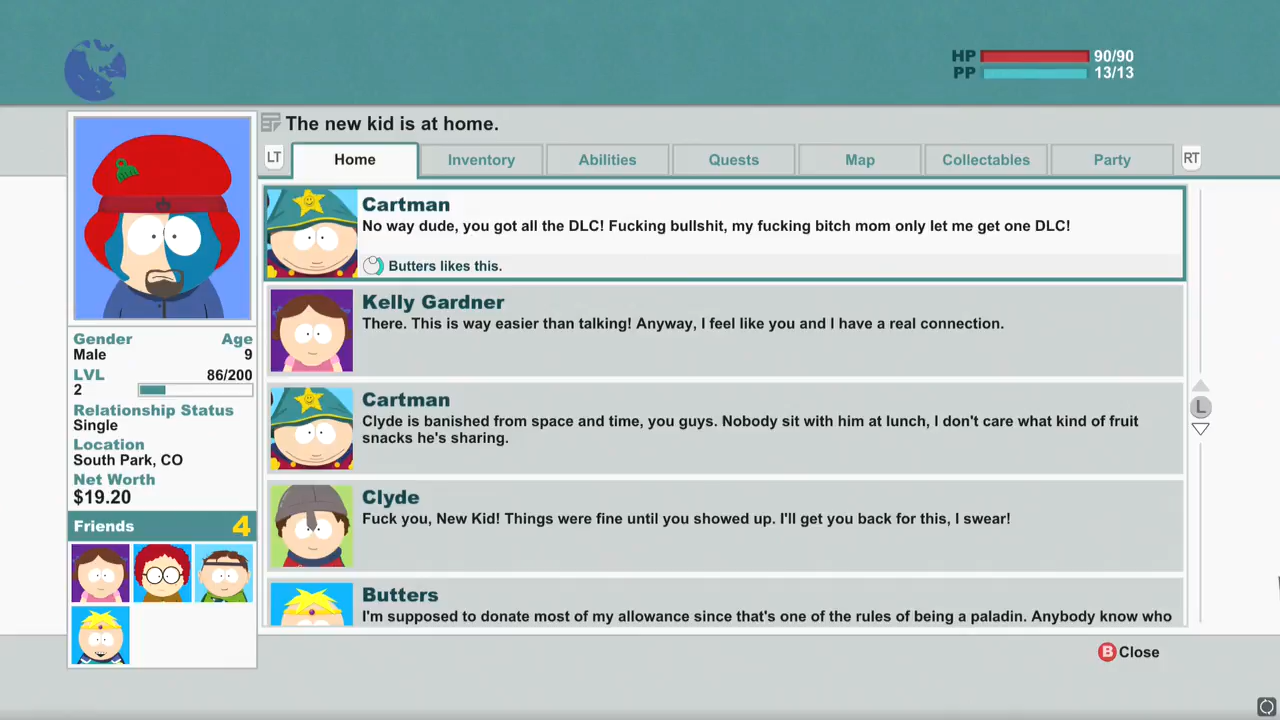 HP 90/90
PP 13/13
The new kid is at home.
LT Home Inventory Abilities Quests Map Collectables Party RT
Cartman
No way dude, you got all the DLC! Fucking bullshit, my fucking bitch mom only let me get one DLC!
Butters likes this.
Kelly Gardner
There. This is way easier than talking! Anyway, I feel like you and I have a real connection.
Cartman
Clyde is banished from space and time, you guys. Nobody sit with him at lunch, I don't care what kind of fruit
snacks he's sharing.
Clyde
Fuck you, New Kid! Things were fine until you showed up. I'll get you back for this, I swear!
Butters
I'm supposed to donate most of my allowance since that's one of the rules of being a paladin. Anybody know who
Gender Age
Male 9
LVL 86/200
2
Relationship Status
Single
Location
South Park, CO
Net Worth
$19.20
Friends 4
L
B Close